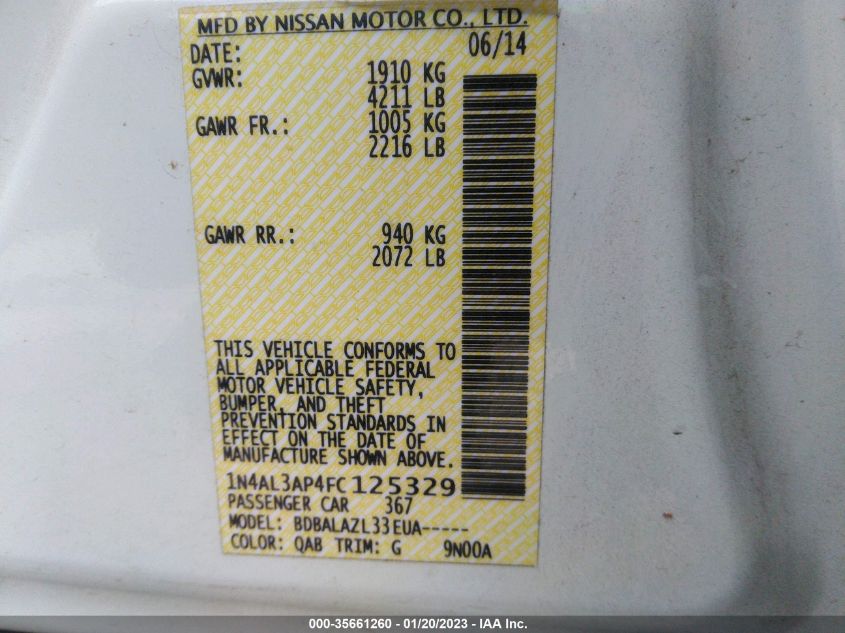 MFD BY NISSAN MOTOR CO., LTD.
DATE: 06/14
GVWR: 1910 KG
4211 LB
GAWR FR.: 1005 KG
2216 LB
GAWR RR.: 940 KG
2072 LB
THIS VEHICLE CONFORMS TO
ALL APPLICABLE FEDERAL
MOTOR VEHICLE SAFETY,
BUMPER, AND THEFT
PREVENTION STANDARDS IN
EFFECT ON THE DATE OF
MANUFACTURE SHOWN ABOVE.
1N4AL3AP4FC125329
PASSENGER CAR 367
MODEL: BDBALAZL33EUA-----
COLOR: QAB TRIM: G 9N00A
000-35661260 - 01/20/2023 - IAA Inc.